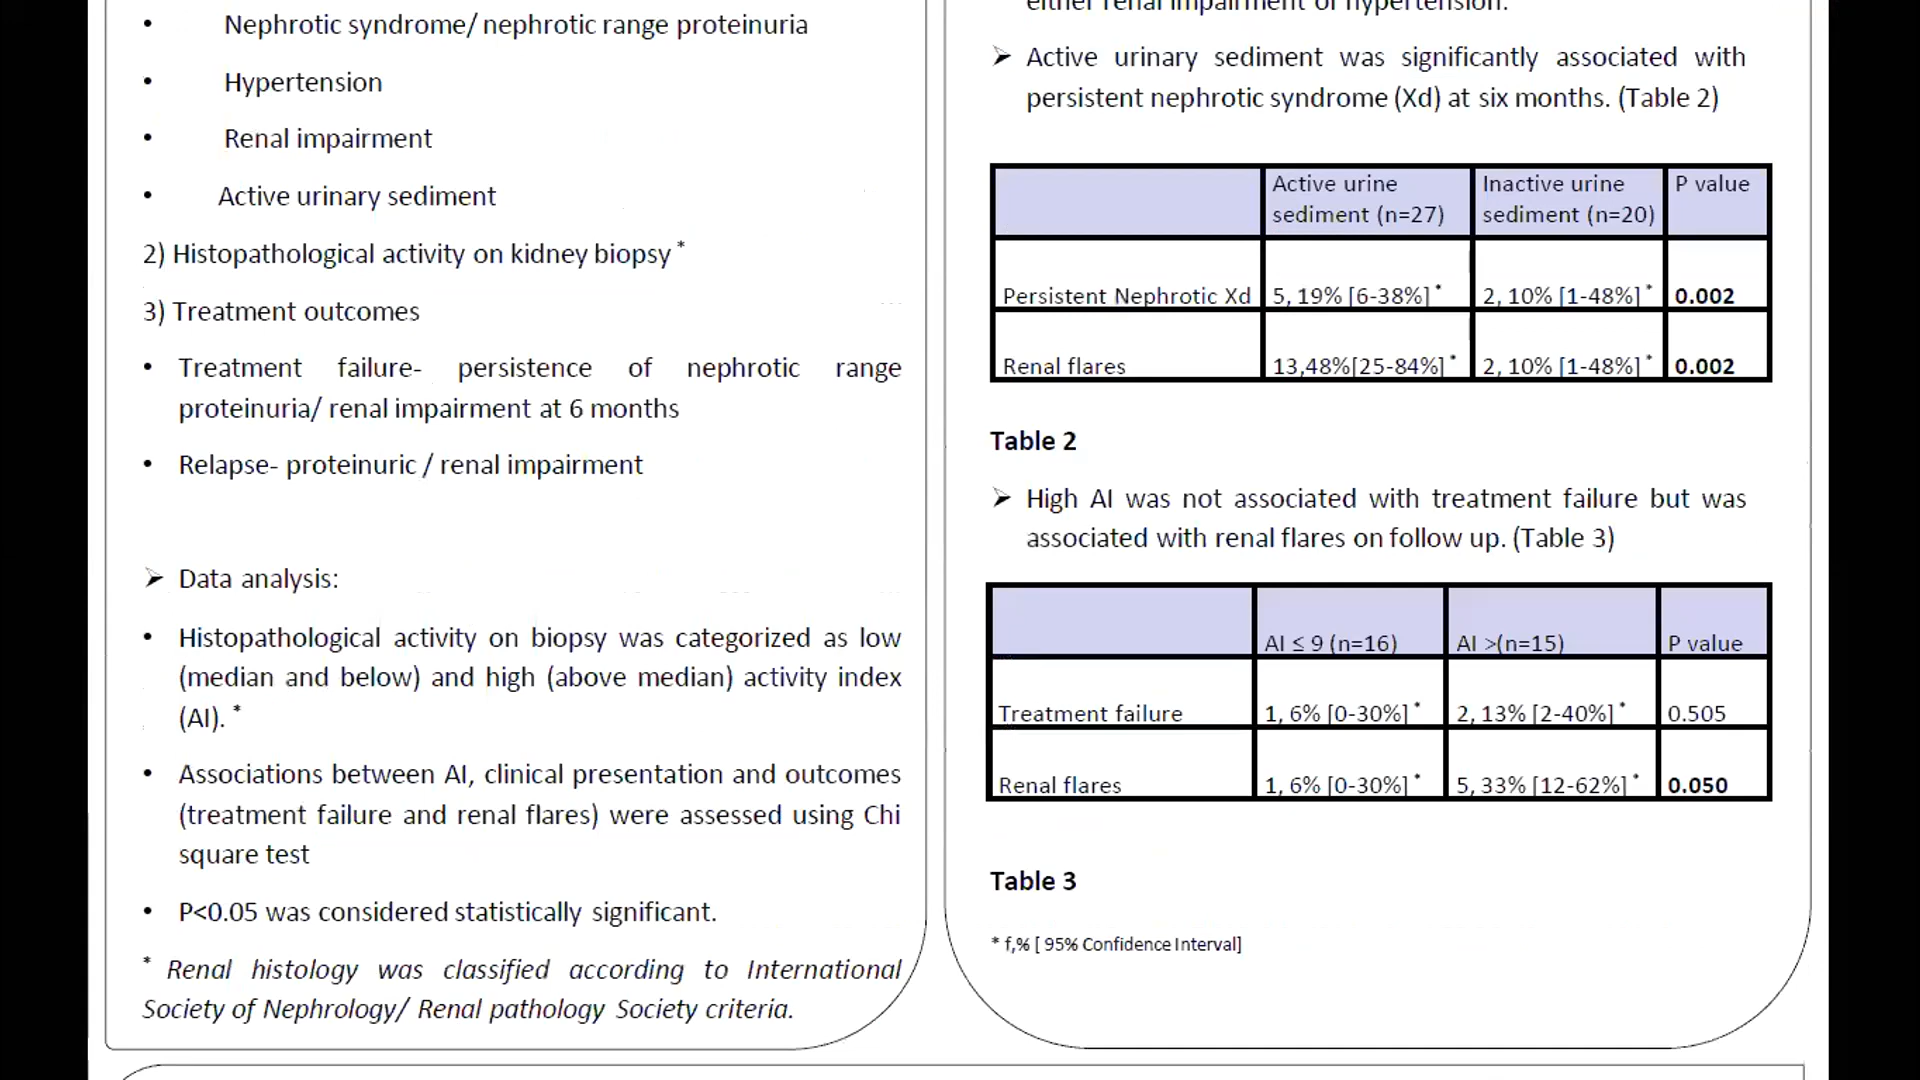 • Nephrotic syndrome/ nephrotic range proteinuria
• Hypertension
• Renal impairment
• Active urinary sediment
2) Histopathological activity on kidney biopsy *
3) Treatment outcomes
• Treatment failure- persistence of nephrotic range
proteinuria/ renal impairment at 6 months
• Relapse- proteinuric / renal impairment
➢ Data analysis:
• Histopathological activity on biopsy was categorized as low
(median and below) and high (above median) activity index
(AI). *
• Associations between AI, clinical presentation and outcomes
(treatment failure and renal flares) were assessed using Chi
square test
• P<0.05 was considered statistically significant.
* Renal histology was classified according to International
Society of Nephrology/ Renal pathology Society criteria.
either renal impairment or hypertension.
➢ Active urinary sediment was significantly associated with
persistent nephrotic syndrome (Xd) at six months. (Table 2)
Active urine sediment (n=27) Inactive urine sediment (n=20) P value
Persistent Nephrotic Xd 5, 19% [6-38%] * 2, 10% [1-48%] * 0.002
Renal flares 13,48%[25-84%] * 2, 10% [1-48%] * 0.002
Table 2
➢ High AI was not associated with treatment failure but was
associated with renal flares on follow up. (Table 3)
AI ≤ 9 (n=16) AI >(n=15) P value
Treatment failure 1, 6% [0-30%] * 2, 13% [2-40%] * 0.505
Renal flares 1, 6% [0-30%] * 5, 33% [12-62%] * 0.050
Table 3
* f,% [ 95% Confidence Interval]